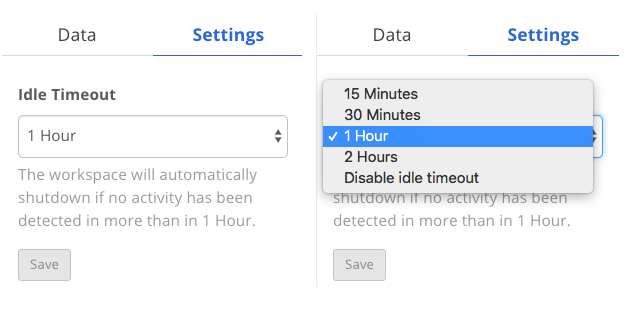 Data Settings
Idle Timeout
1 Hour
The workspace will automatically
shutdown if no activity has been
detected in more than in 1 Hour.
Save
Data Settings
15 Minutes
30 Minutes
✓ 1 Hour
2 Hours
Disable idle timeout
shutdown if no activity has been
detected in more than in 1 Hour.
Save